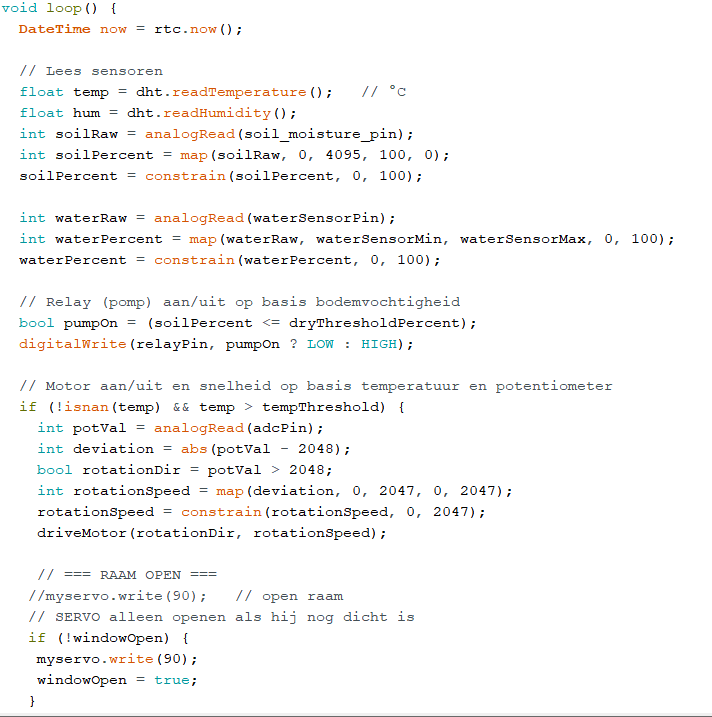 void loop() {
DateTime now = rtc.now();
// Lees sensoren
float temp = dht.readTemperature();   // °C
float hum = dht.readHumidity();
int soilRaw = analogRead(soil_moisture_pin);
int soilPercent = map(soilRaw, 0, 4095, 100, 0);
soilPercent = constrain(soilPercent, 0, 100);
int waterRaw = analogRead(waterSensorPin);
int waterPercent = map(waterRaw, waterSensorMin, waterSensorMax, 0, 100);
waterPercent = constrain(waterPercent, 0, 100);
// Relay (pomp) aan/uit op basis bodemvochtigheid
bool pumpOn = (soilPercent <= dryThresholdPercent);
digitalWrite(relayPin, pumpOn ? LOW : HIGH);
// Motor aan/uit en snelheid op basis temperatuur en potentiometer
if (!isnan(temp) && temp > tempThreshold) {
int potVal = analogRead(adcPin);
int deviation = abs(potVal - 2048);
bool rotationDir = potVal > 2048;
int rotationSpeed = map(deviation, 0, 2047, 0, 2047);
rotationSpeed = constrain(rotationSpeed, 0, 2047);
driveMotor(rotationDir, rotationSpeed);
// === RAAM OPEN ===
//myservo.write(90);   // open raam
// SERVO alleen openen als hij nog dicht is
if (!windowOpen) {
myservo.write(90);
windowOpen = true;
}